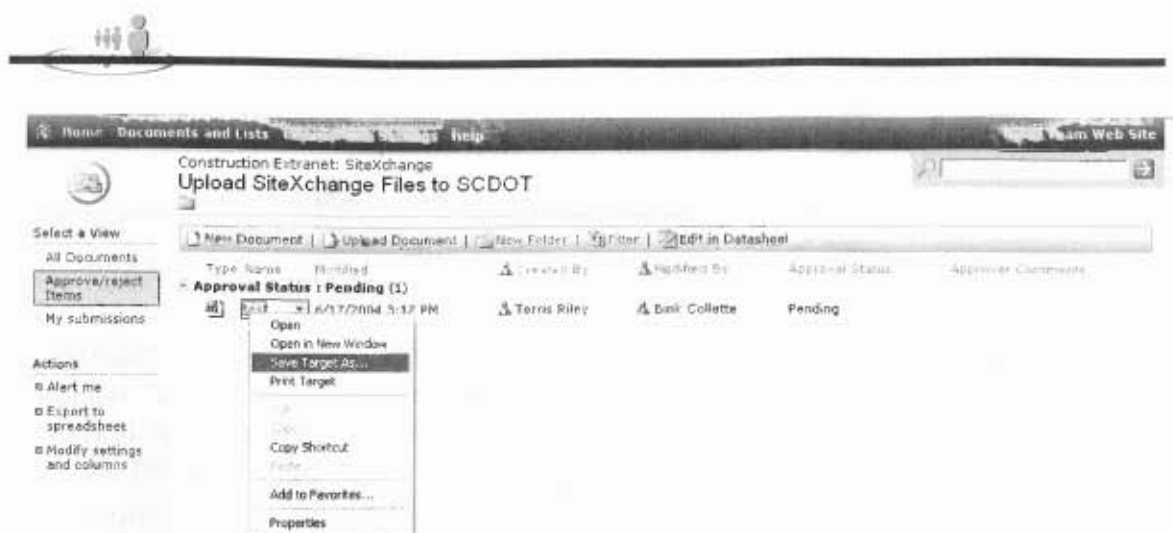 Home Documents and Lists Help Team Web Site
Construction Extranet: SiteXchange
Upload SiteXchange Files to SCDOT
Select a View
All Documents
Approve/reject
Items
My submissions
Actions
Alert me
Export to
spreadsheet
Modify settings
and columns
New Document | Upload Document | New Folder | Filter | Edit in Datasheet
Type Name Modified Created By Modified By Approval Status Approver Comments
Approval Status : Pending (1)
6/17/2004 3:12 PM Torris Riley Collette Pending
Open
Open in New Window
Save Target As...
Print Target
Copy Shortcut
Paste
Add to Favorites...
Properties